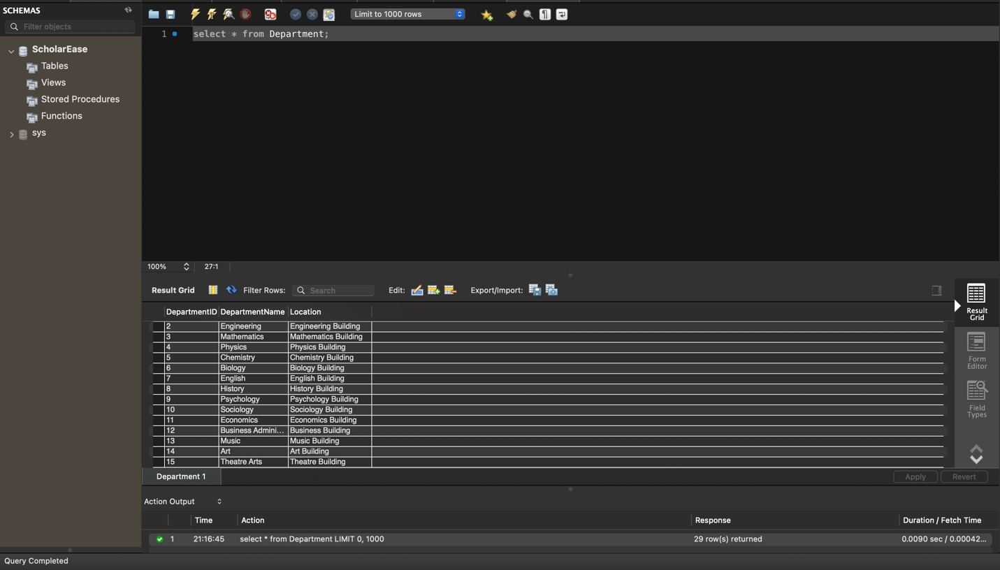 SCHEMAS
Filter objects
ScholarEase
Tables
Views
Stored Procedures
Functions
sys
Limit to 1000 rows
1 select * from Department;
100% 27:1
Result Grid Filter Rows: Search Edit: Export/Import:
DepartmentID DepartmentName Location
2 Engineering Engineering Building
3 Mathematics Mathematics Building
4 Physics Physics Building
5 Chemistry Chemistry Building
6 Biology Biology Building
7 English English Building
8 History History Building
9 Psychology Psychology Building
10 Sociology Sociology Building
11 Economics Economics Building
12 Business Admini... Business Building
13 Music Music Building
14 Art Art Building
15 Theatre Arts Theatre Building
Result
Grid
Form
Editor
Field
Types
Department 1 Apply Revert
Action Output
Time Action Response Duration / Fetch Time
1 21:16:45 select * from Department LIMIT 0, 1000 29 row(s) returned 0.0090 sec / 0.00042...
Query Completed